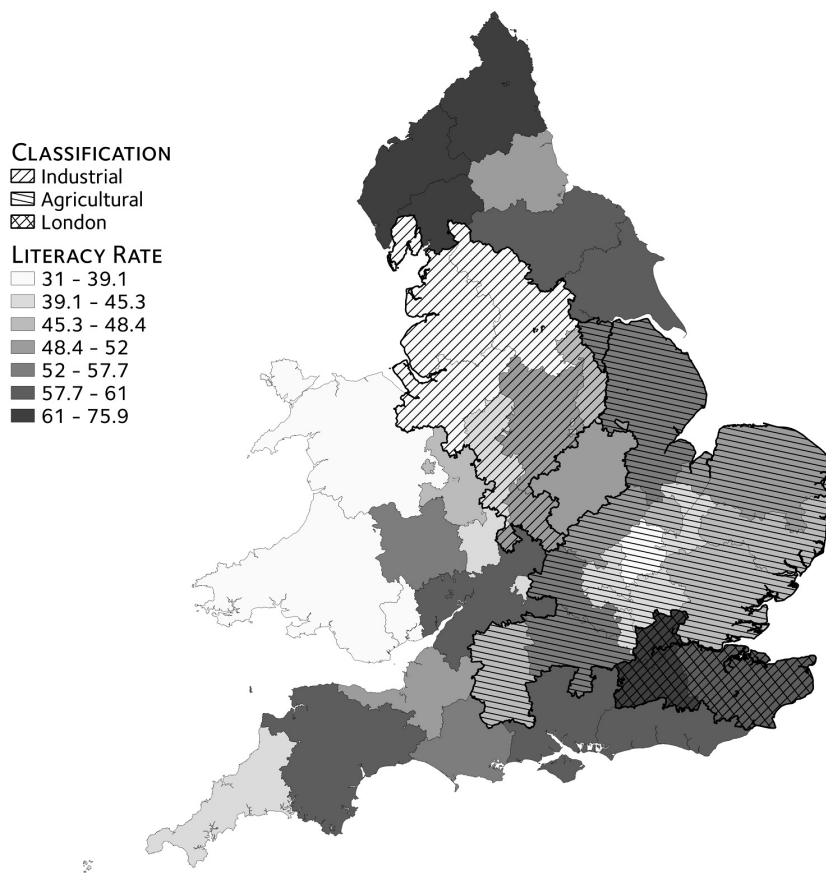 CLASSIFICATION
Industrial
Agricultural
London
LITERACY RATE
31 - 39.1
39.1 - 45.3
45.3 - 48.4
48.4 - 52
52 - 57.7
57.7 - 61
61 - 75.9